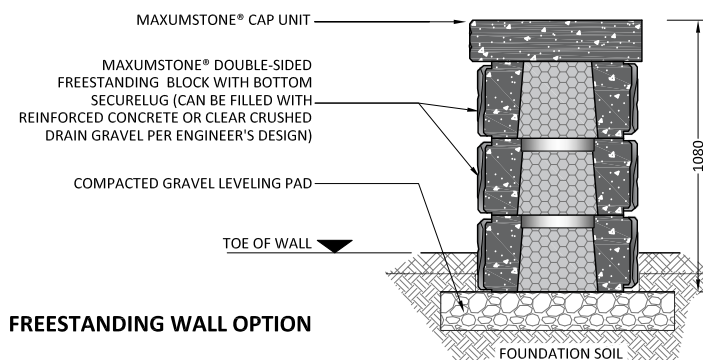 MAXUMSTONE® CAP UNIT
MAXUMSTONE® DOUBLE-SIDED
FREESTANDING BLOCK WITH BOTTOM
SECURELUG (CAN BE FILLED WITH
REINFORCED CONCRETE OR CLEAR CRUSHED
DRAIN GRAVEL PER ENGINEER'S DESIGN)
1080
COMPACTED GRAVEL LEVELING PAD
TOE OF WALL
FREESTANDING WALL OPTION
FOUNDATION SOIL